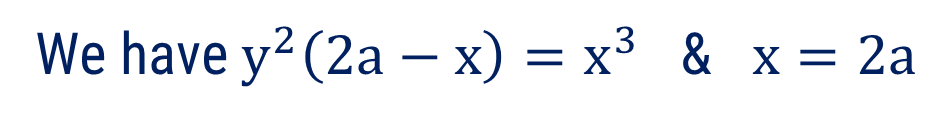 We have y²(2a − x) = x³ & x = 2a